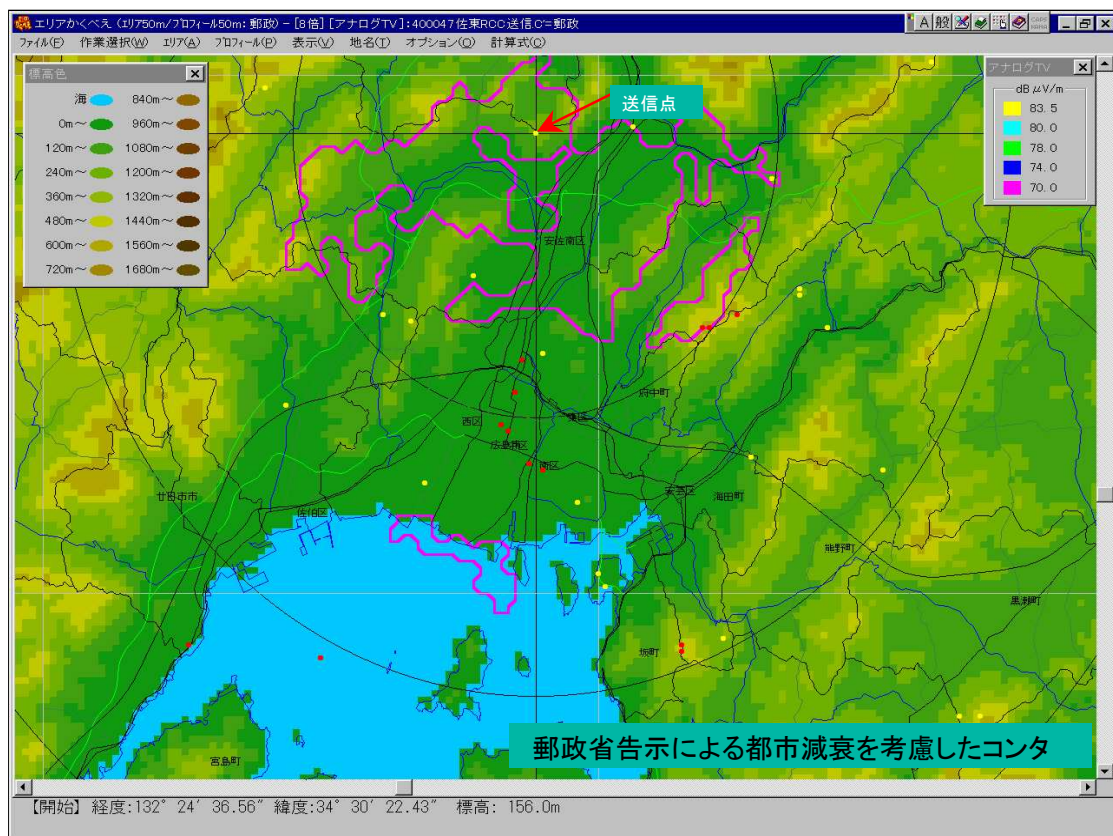 エリアかくべえ (エリア50m/プロフィール50m: 郵政) - [8倍] [アナログTV]:400047佐東RCC送信.C'=郵政
A 般
CAPS
KANA
ファイル(F) 作業選択(W) エリア(A) プロフィール(P) 表示(V) 地名(T) オプション(O) 計算式(C)
標高色
海 840m～
0m～ 960m～
120m～ 1080m～
240m～ 1200m～
360m～ 1320m～
480m～ 1440m～
600m～ 1560m～
720m～ 1680m～
送信点
アナログTV
dB μV/m
83.5
80.0
78.0
74.0
70.0
安佐南区
府中町
西区
東区
南区
廿日市市
佐伯区
安芸区
海田町
熊野町
黒瀬町
坂町
宮島町
郵政省告示による都市減衰を考慮したコンタ
【開始】 経度:132° 24′ 36.56″ 緯度:34° 30′ 22.43″ 標高: 156.0m